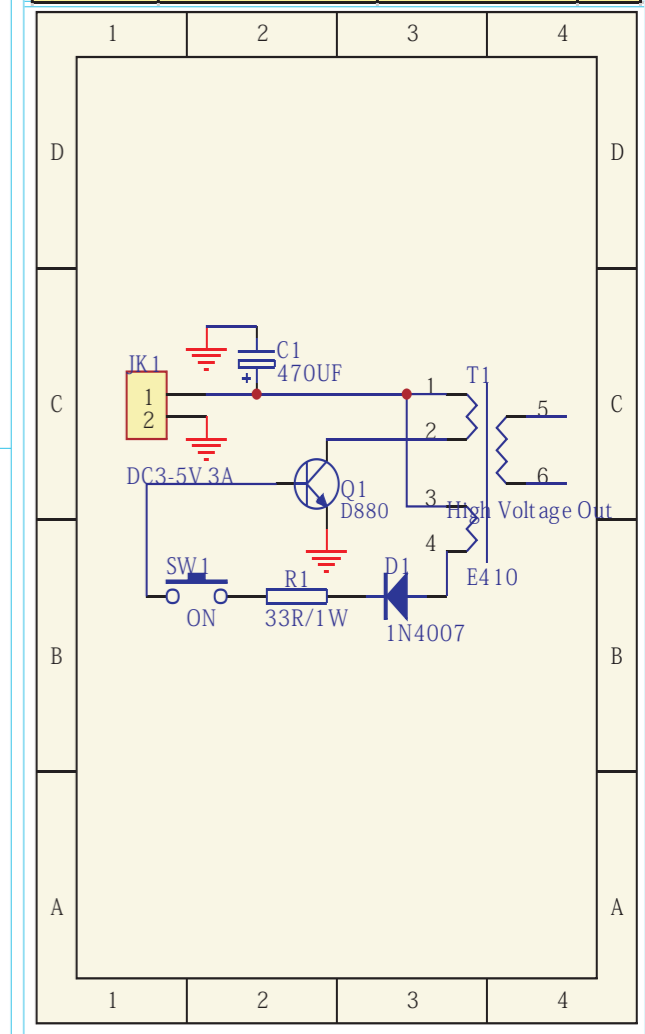 1 2 3 4
D D
C1
470UF
JK1
T1
1
1
C C
5
2
2
DC3-5V 3A
6
Q1
3
D880
High Voltage Out
4
SW1
R1
D1
E410
ON
33R/1W
1N4007
B B
A A
1 2 3 4